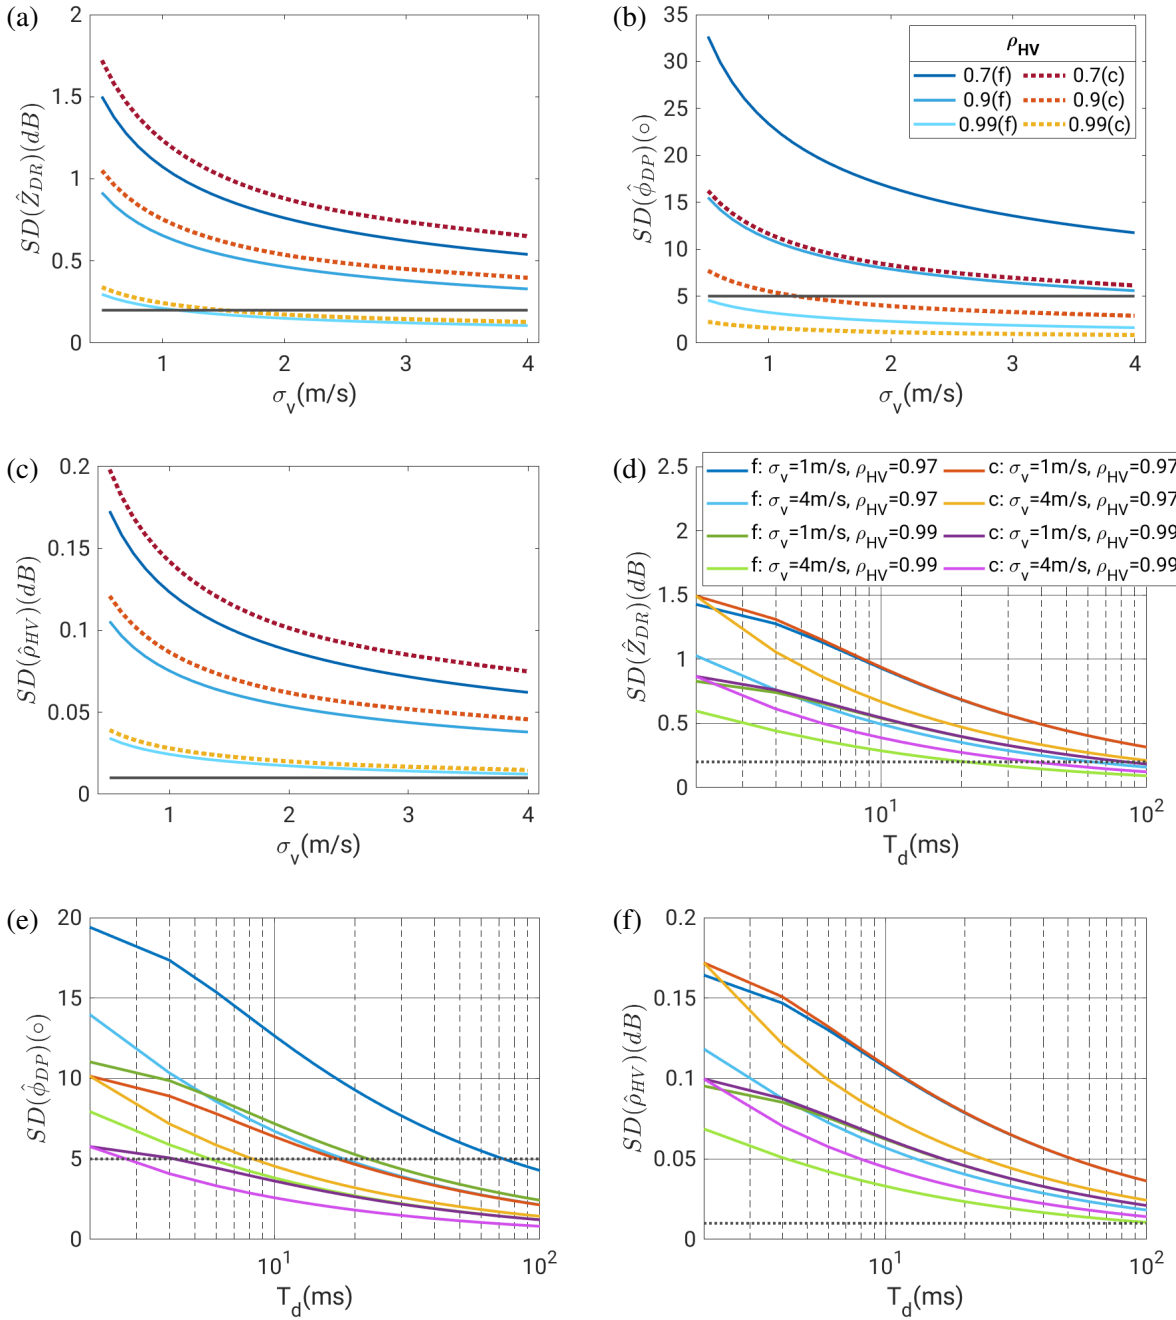 (a)
2
1.5
1
0.5
0
SD(Ẑ_DR)(dB)
1 2 3 4
σ_v(m/s)
(b)
35
30
25
20
15
10
5
0
SD(ϕ̂_DP)(∘)
1 2 3 4
σ_v(m/s)
ρ_HV
0.7(f) 0.7(c)
0.9(f) 0.9(c)
0.99(f) 0.99(c)
(c)
0.2
0.15
0.1
0.05
0
SD(ρ̂_HV)(dB)
1 2 3 4
σ_v(m/s)
(d)
2.5
2
1.5
1
0.5
0
SD(Ẑ_DR)(dB)
f: σ_v=1m/s, ρ_HV=0.97 c: σ_v=1m/s, ρ_HV=0.97
f: σ_v=4m/s, ρ_HV=0.97 c: σ_v=4m/s, ρ_HV=0.97
f: σ_v=1m/s, ρ_HV=0.99 c: σ_v=1m/s, ρ_HV=0.99
f: σ_v=4m/s, ρ_HV=0.99 c: σ_v=4m/s, ρ_HV=0.99
10^1 10^2
T_d(ms)
(e)
20
15
10
5
0
SD(ϕ̂_DP)(∘)
10^1 10^2
T_d(ms)
(f)
0.2
0.15
0.1
0.05
0
SD(ρ̂_HV)(dB)
10^1 10^2
T_d(ms)